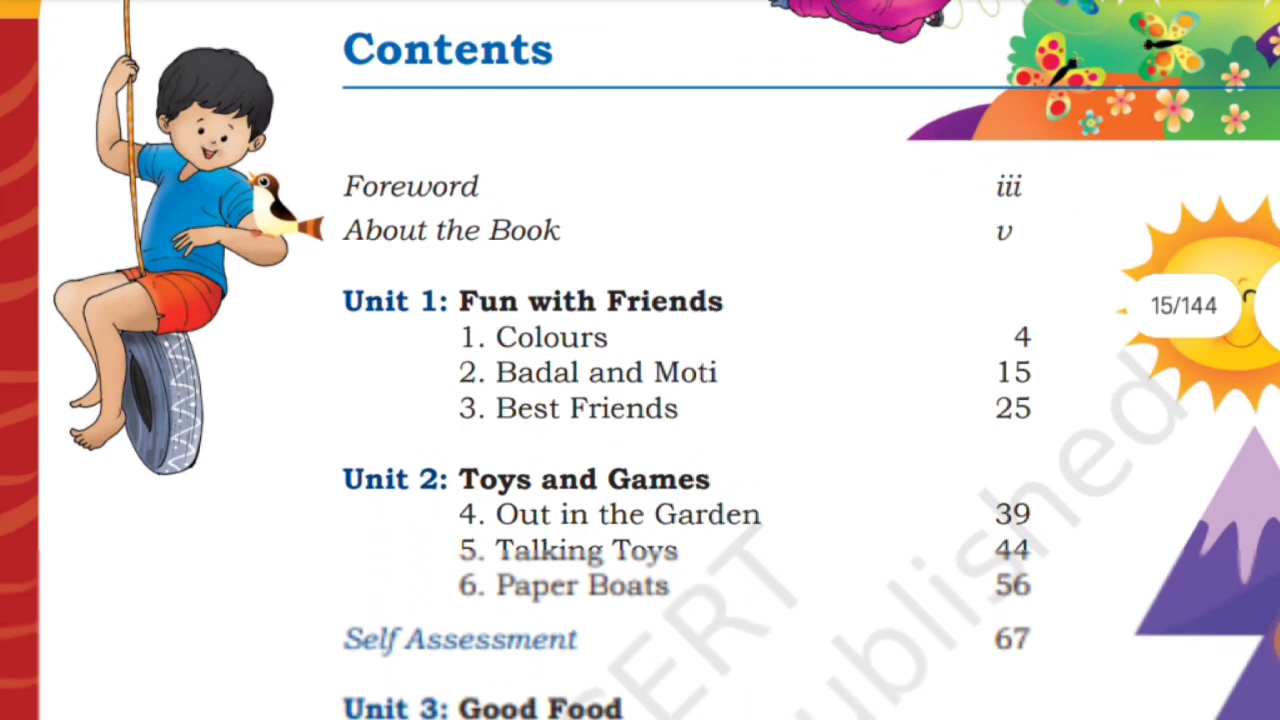 Contents
Foreword iii
About the Book v
Unit 1: Fun with Friends
1. Colours 4
2. Badal and Moti 15
3. Best Friends 25
15/144
Unit 2: Toys and Games
4. Out in the Garden 39
5. Talking Toys 44
6. Paper Boats 56
Self Assessment 67
Unit 3: Good Food
ublished
ERT